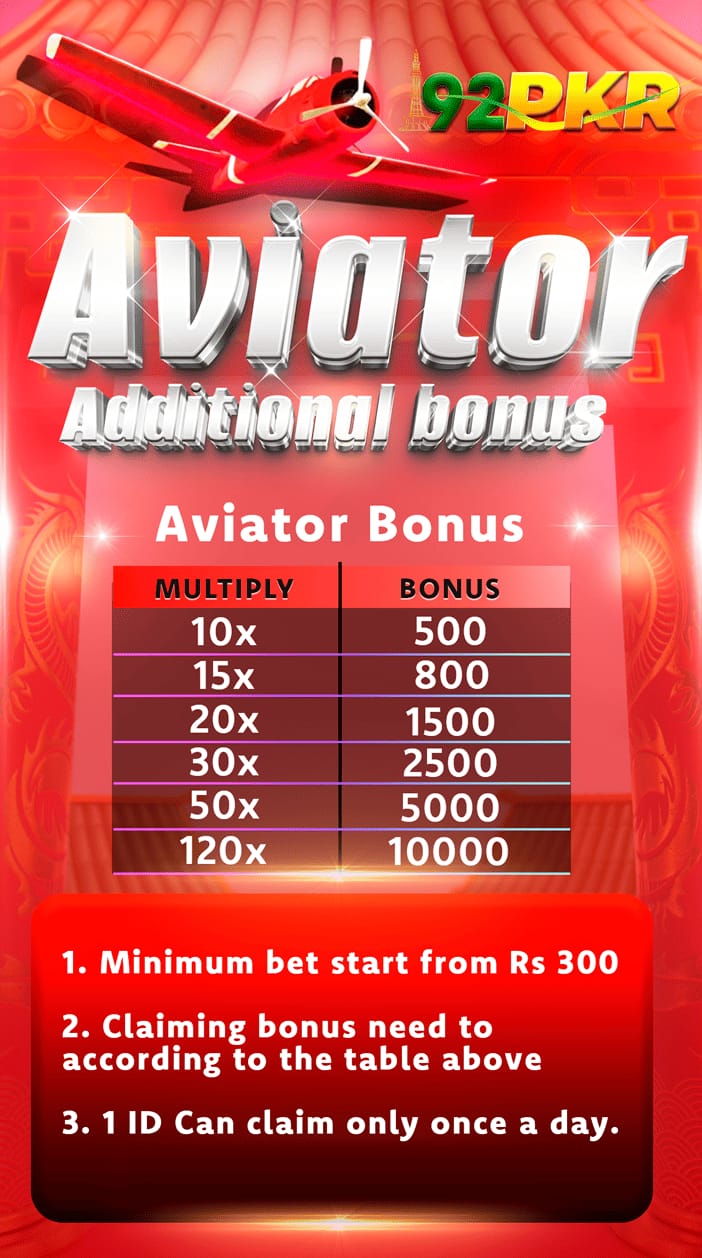 92PKR
Aviator
Additional bonus
Aviator Bonus
MULTIPLY BONUS
10x 500
15x 800
20x 1500
30x 2500
50x 5000
120x 10000
1. Minimum bet start from Rs 300
2. Claiming bonus need to
according to the table above
3. 1 ID Can claim only once a day.